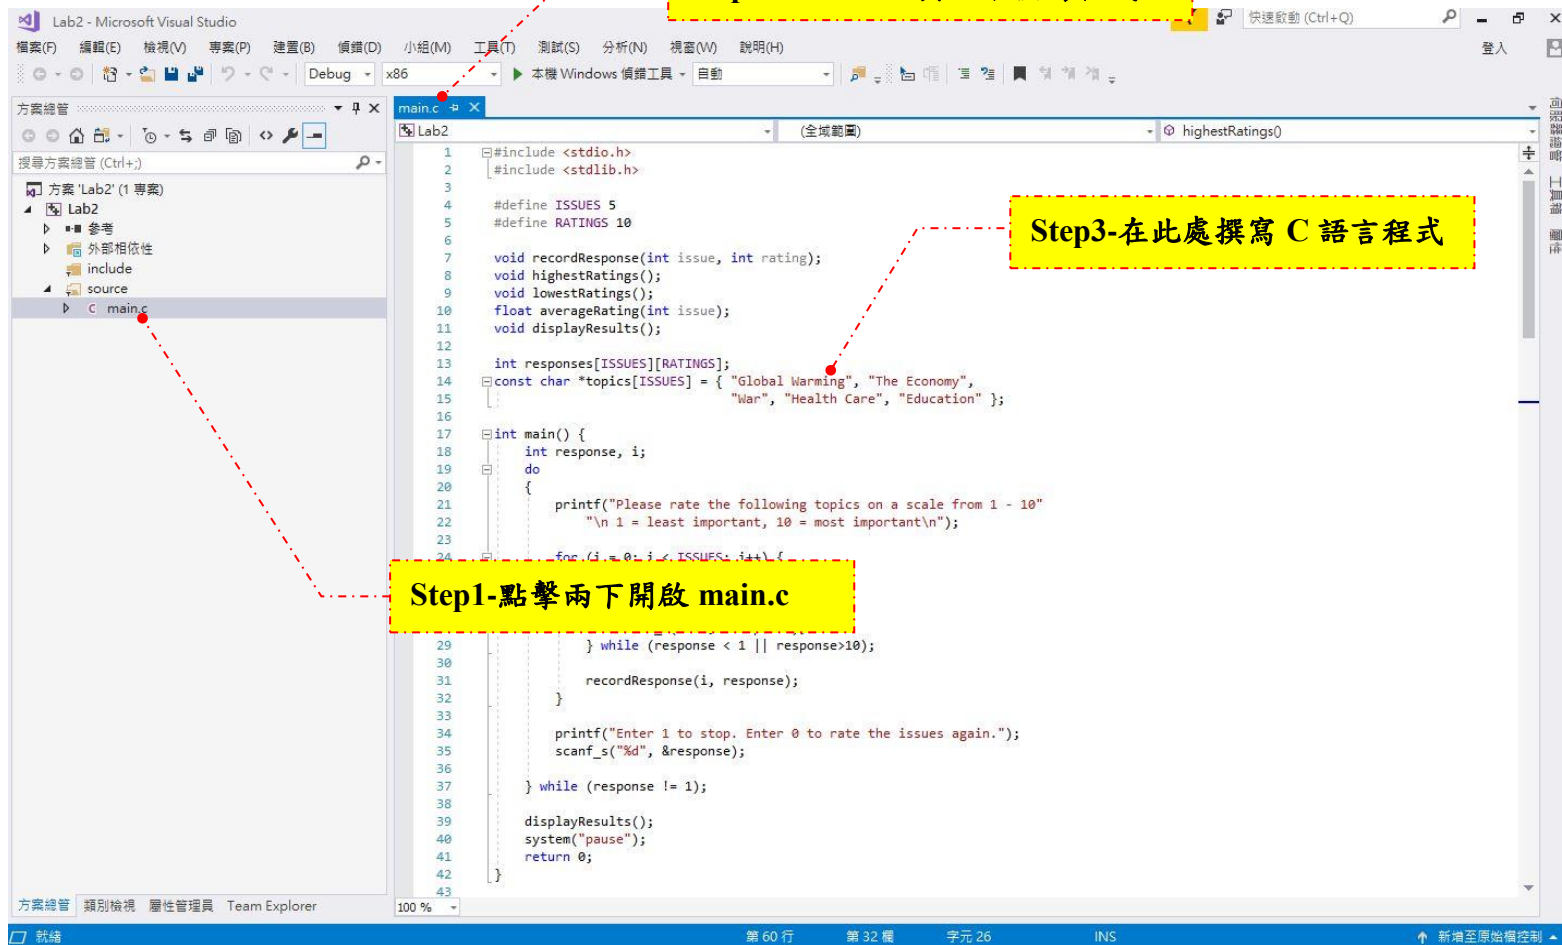 Lab2 - Microsoft Visual Studio
快速啟動 (Ctrl+Q)
檔案(F) 編輯(E) 檢視(V) 專案(P) 建置(B) 偵錯(D) 小組(M) 工具(T) 測試(S) 分析(N) 視窗(W) 說明(H)
登入
Debug x86 本機 Windows 偵錯工具 自動
方案總管
搜尋方案總管 (Ctrl+;)
方案 'Lab2' (1 專案)
Lab2
參考
外部相依性
include
source
main.c
方案總管 類別檢視 屬性管理員 Team Explorer
main.c
Lab2 (全域範圍) highestRatings()
1 #include <stdio.h>
2 #include <stdlib.h>
3
4 #define ISSUES 5
5 #define RATINGS 10
6
7 void recordResponse(int issue, int rating);
8 void highestRatings();
9 void lowestRatings();
10 float averageRating(int issue);
11 void displayResults();
12
13 int responses[ISSUES][RATINGS];
14 const char *topics[ISSUES] = { "Global Warming", "The Economy",
15 "War", "Health Care", "Education" };
16
17 int main() {
18 int response, i;
19 do
20 {
21 printf("Please rate the following topics on a scale from 1 - 10"
22 "\n 1 = least important, 10 = most important\n");
23
24 for (i = 0; i < ISSUES; i++) {
29 } while (response < 1 || response>10);
30
31 recordResponse(i, response);
32 }
33
34 printf("Enter 1 to stop. Enter 0 to rate the issues again.");
35 scanf_s("%d", &response);
36
37 } while (response != 1);
38
39 displayResults();
40 system("pause");
41 return 0;
42 }
43
Step3-在此處撰寫 C 語言程式
Step1-點擊兩下開啟 main.c
伺服器總管
工具箱
屬性
100 %
就緒 第 60 行 第 32 欄 字元 26 INS 新增至原始檔控制